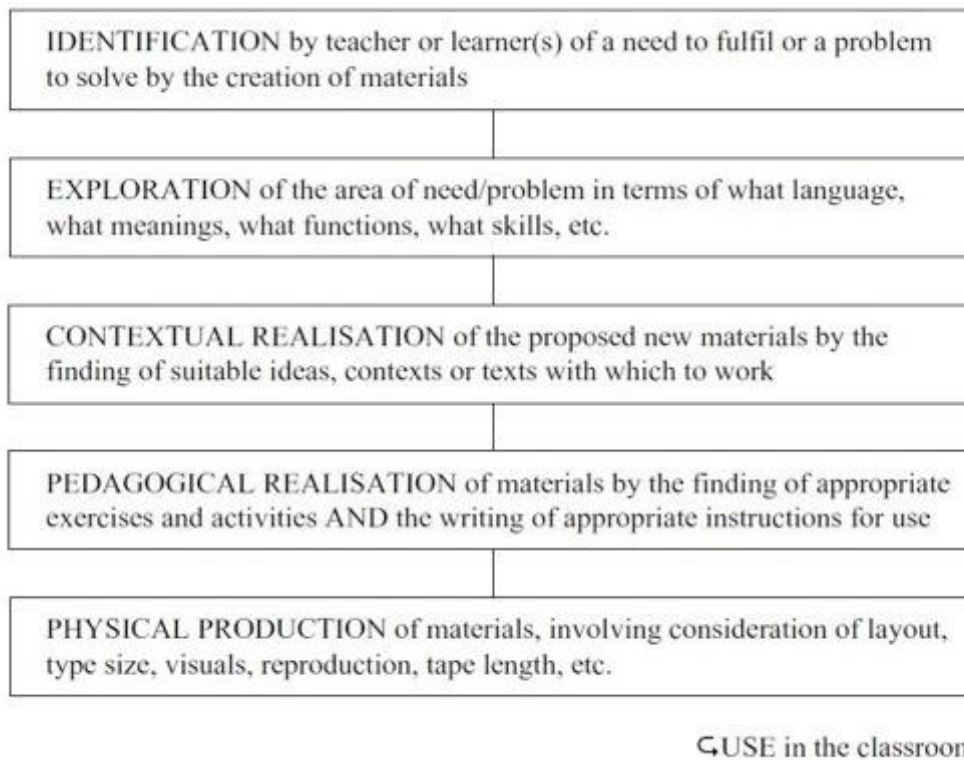 IDENTIFICATION by teacher or learner(s) of a need to fulfil or a problem
to solve by the creation of materials
EXPLORATION of the area of need/problem in terms of what language,
what meanings, what functions, what skills, etc.
CONTEXTUAL REALISATION of the proposed new materials by the
finding of suitable ideas, contexts or texts with which to work
PEDAGOGICAL REALISATION of materials by the finding of appropriate
exercises and activities AND the writing of appropriate instructions for use
PHYSICAL PRODUCTION of materials, involving consideration of layout,
type size, visuals, reproduction, tape length, etc.
USE in the classroon